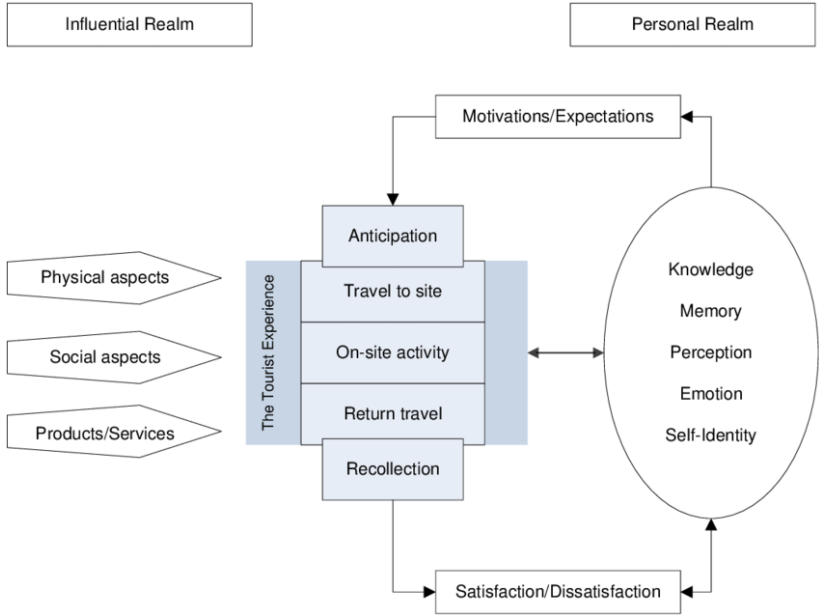 Influential Realm
Personal Realm
Motivations/Expectations
Anticipation
Travel to site
On-site activity
Return travel
Recollection
The Tourist Experience
Physical aspects
Social aspects
Products/Services
Knowledge
Memory
Perception
Emotion
Self-Identity
Satisfaction/Dissatisfaction